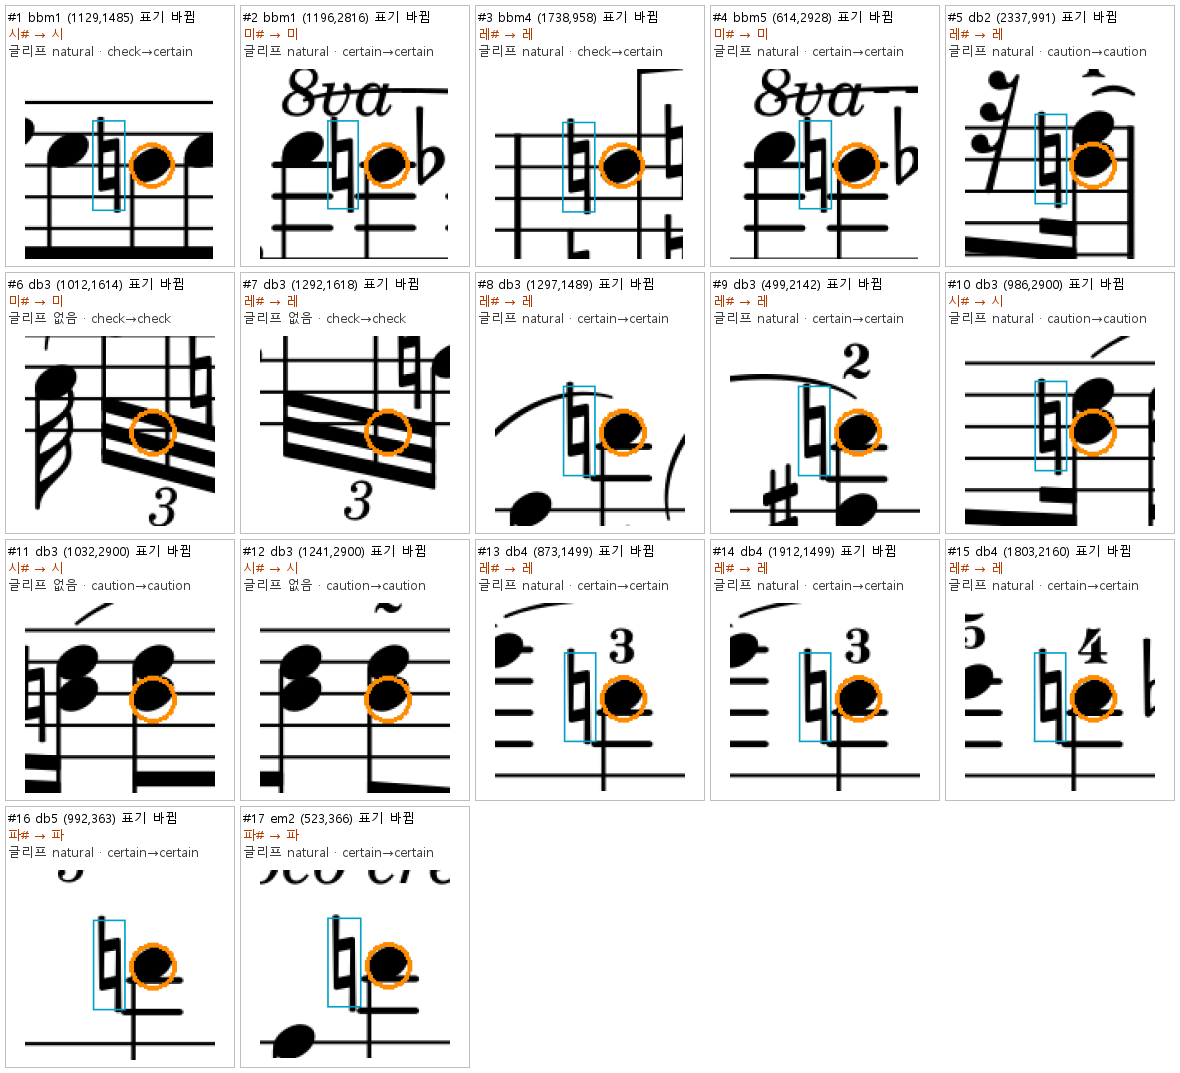 #1 bbm1 (1129,1485) 표기 바뀜
시# → 시
글리프 natural · check→certain
#2 bbm1 (1196,2816) 표기 바뀜
미# → 미
글리프 natural · certain→certain
8va
#3 bbm4 (1738,958) 표기 바뀜
레# → 레
글리프 natural · check→certain
#4 bbm5 (614,2928) 표기 바뀜
미# → 미
글리프 natural · certain→certain
8va
#5 db2 (2337,991) 표기 바뀜
레# → 레
글리프 natural · caution→caution
#6 db3 (1012,1614) 표기 바뀜
미# → 미
글리프 없음 · check→check
3
#7 db3 (1292,1618) 표기 바뀜
레# → 레
글리프 없음 · check→check
3
#8 db3 (1297,1489) 표기 바뀜
레# → 레
글리프 natural · certain→certain
#9 db3 (499,2142) 표기 바뀜
레# → 레
글리프 natural · certain→certain
2
#10 db3 (986,2900) 표기 바뀜
시# → 시
글리프 natural · caution→caution
#11 db3 (1032,2900) 표기 바뀜
시# → 시
글리프 없음 · caution→caution
#12 db3 (1241,2900) 표기 바뀜
시# → 시
글리프 없음 · caution→caution
#13 db4 (873,1499) 표기 바뀜
레# → 레
글리프 natural · certain→certain
3
#14 db4 (1912,1499) 표기 바뀜
레# → 레
글리프 natural · certain→certain
3
#15 db4 (1803,2160) 표기 바뀜
레# → 레
글리프 natural · certain→certain
5 4
#16 db5 (992,363) 표기 바뀜
파# → 파
글리프 natural · certain→certain
#17 em2 (523,366) 표기 바뀜
파# → 파
글리프 natural · certain→certain